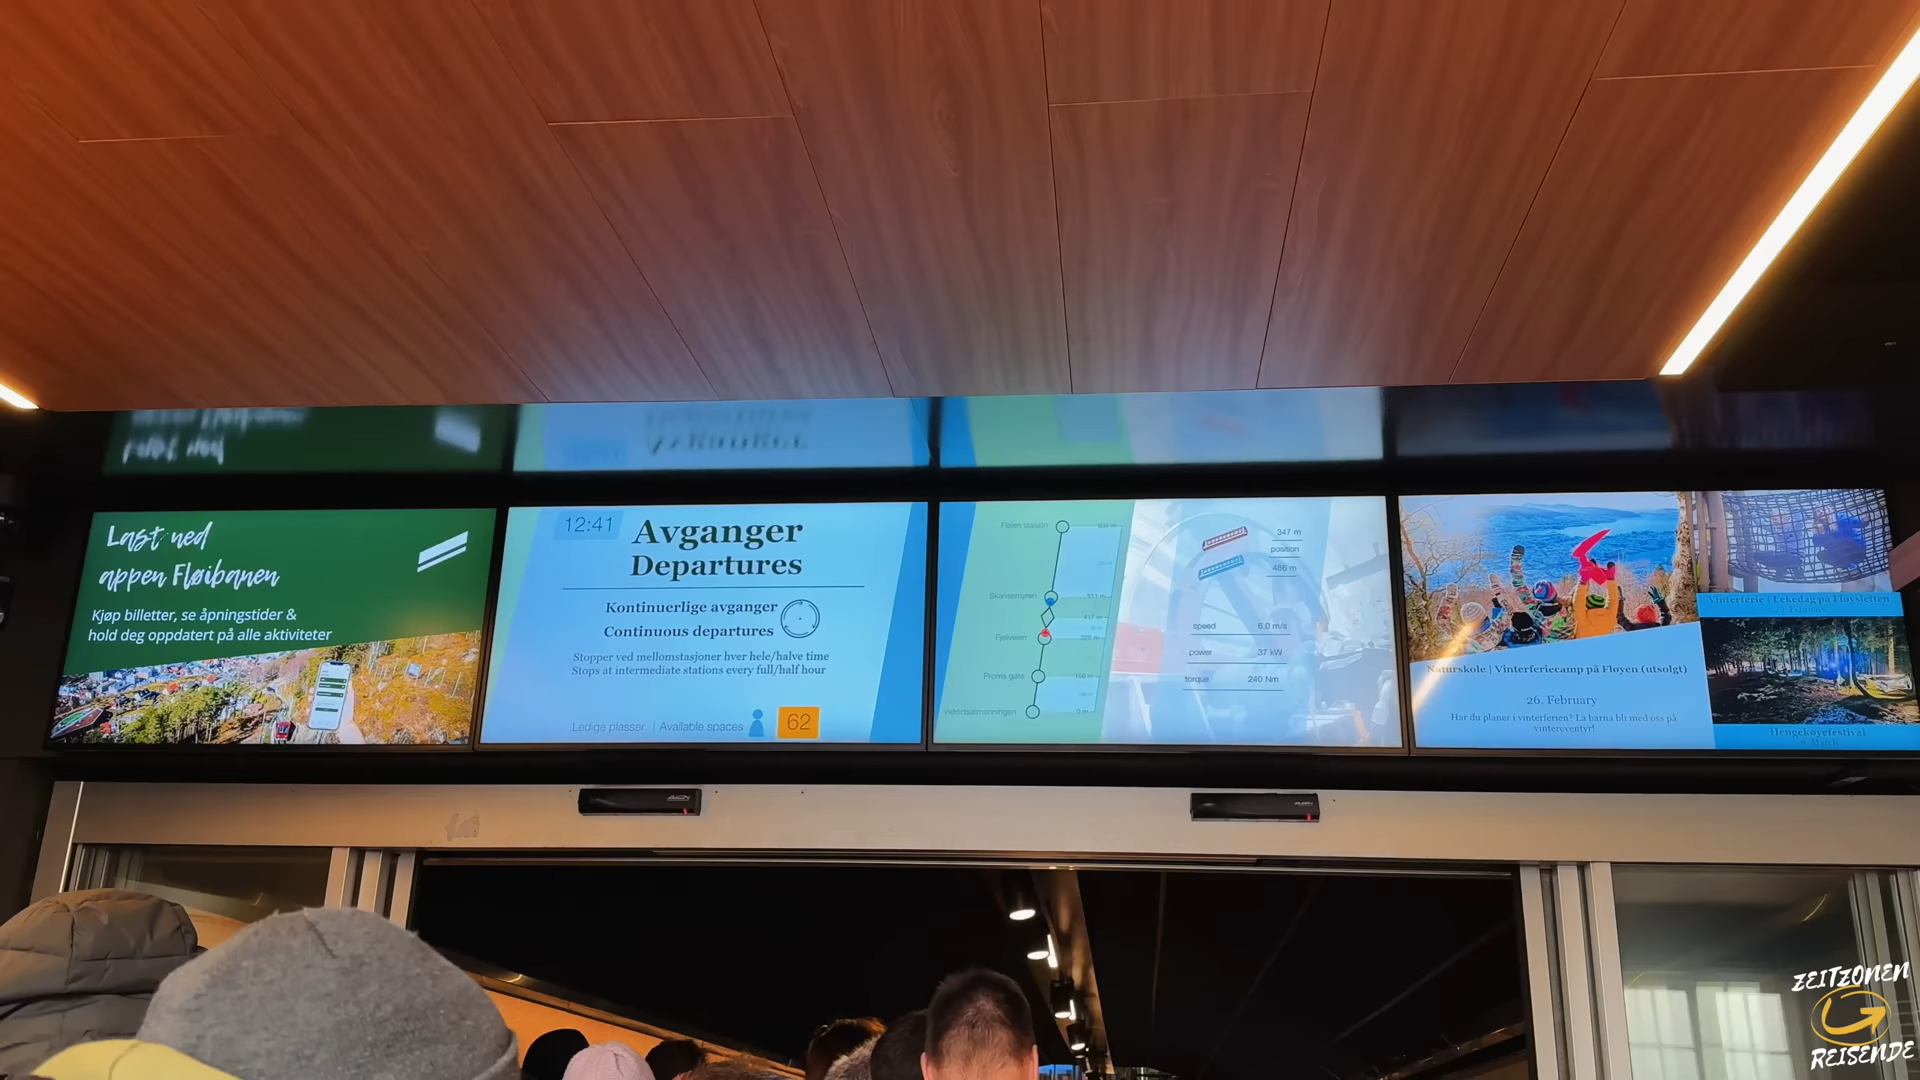 Last ned
appen Fløibanen
Kjøp billetter, se åpningstider &
hold deg oppdatert på alle aktiviteter
12:41
Avganger
Departures
Kontinuerlige avganger
Continuous departures
Stopper ved mellomstasjoner hver hele/halve time
Stops at intermediate stations every full/half hour
Ledige plasser | Available spaces 62
Fløien stasjon
Skansemyren
Fjellveien
Proms gate
Vetrlidsallmenningen
0 m
347 m
position
486 m
speed 6.0 m/s
power 37 kW
torque 240 Nm
Naturskole | Vinterferiecamp på Fløyen (utsolgt)
26. February
Har du planer i vinterferien? La barna bli med oss på
vintereventyr!
Vinterferie | Lekedag på Fløysletten
Hengekøyefestival
ZEITZONEN
REISENDE